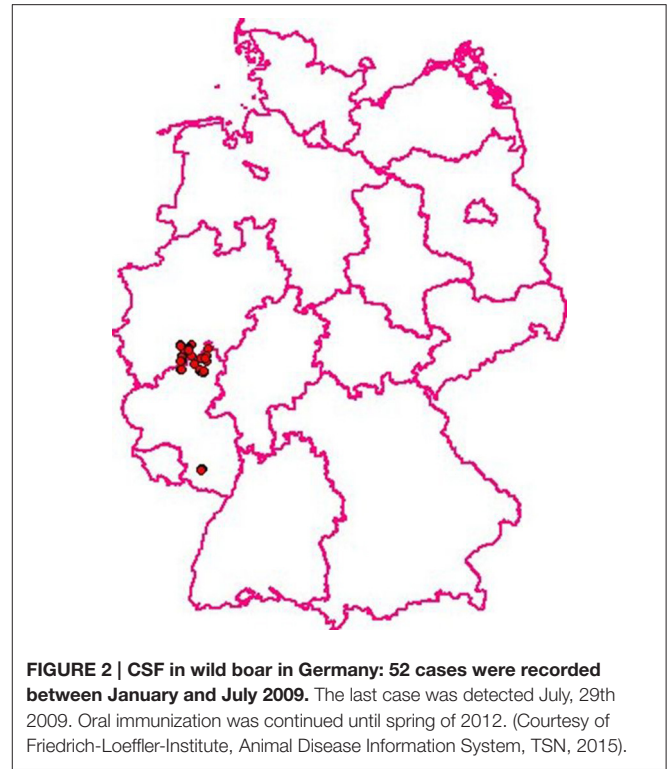 FIGURE 2 | CSF in wild boar in Germany: 52 cases were recorded
between January and July 2009. The last case was detected July, 29th
2009. Oral immunization was continued until spring of 2012. (Courtesy of
Friedrich-Loeffler-Institute, Animal Disease Information System, TSN, 2015).